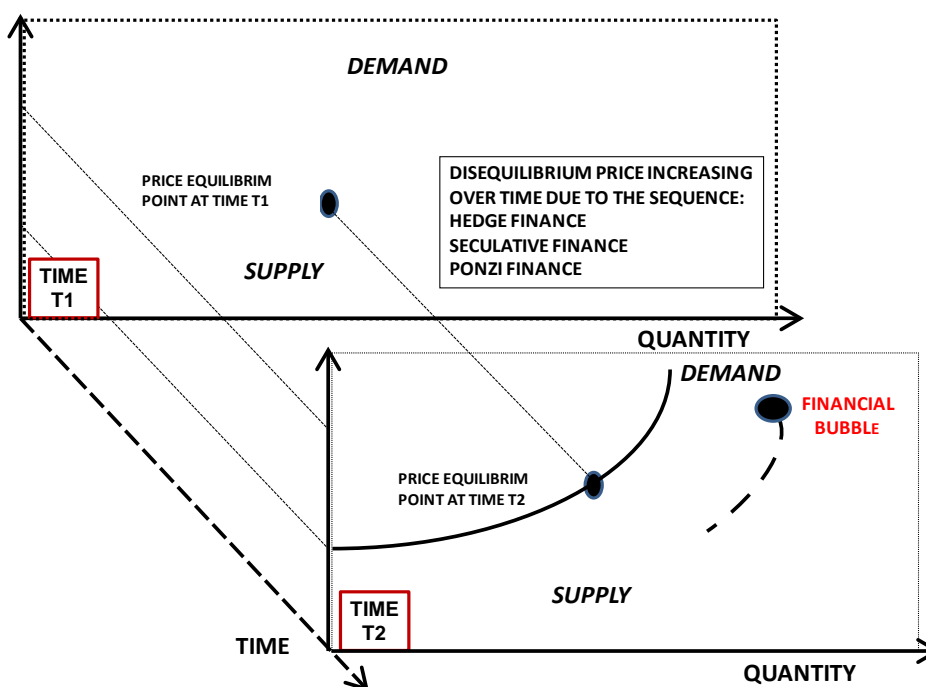 DEMAND
PRICE EQUILIBRIM
POINT AT TIME T1
DISEQUILIBRIUM PRICE INCREASING
OVER TIME DUE TO THE SEQUENCE:
HEDGE FINANCE
SECULATIVE FINANCE
PONZI FINANCE
SUPPLY
TIME
T1
QUANTITY
DEMAND
FINANCIAL
BUBBLE
PRICE EQUILIBRIM
POINT AT TIME T2
SUPPLY
TIME
T2
TIME
QUANTITY